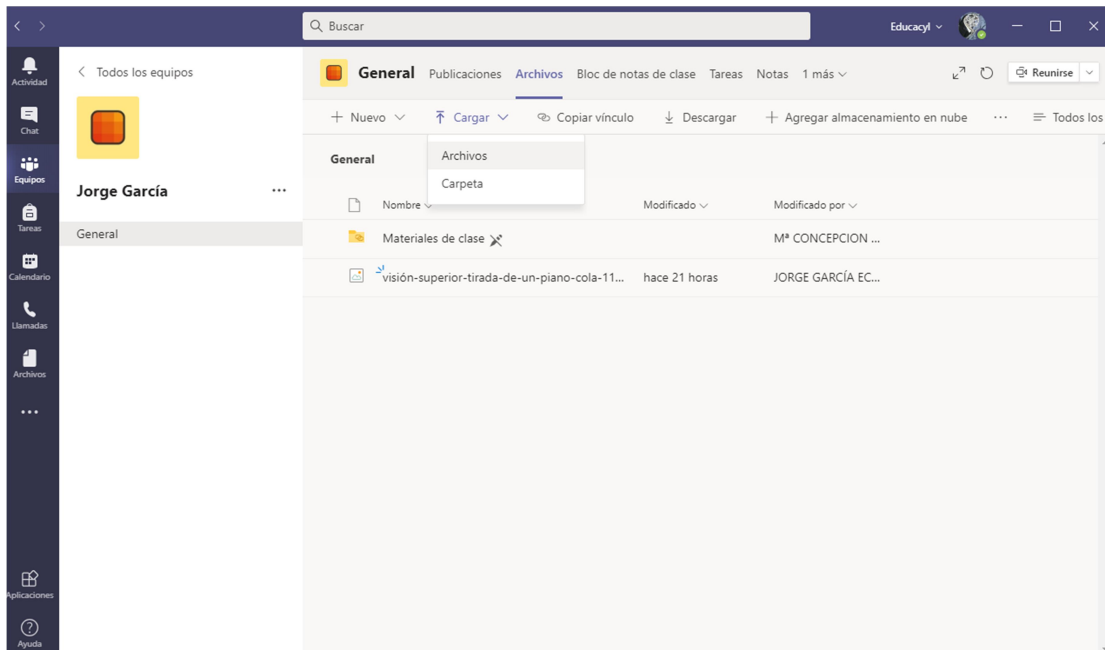 Buscar
Educacyl
Actividad
Chat
Equipos
Tareas
Calendario
Llamadas
Archivos
Aplicaciones
Ayuda
Todos los equipos
Jorge García
General
General Publicaciones Archivos Bloc de notas de clase Tareas Notas 1 más
Reunirse
Nuevo Cargar Copiar vínculo Descargar Agregar almacenamiento en nube ... Todos los
Archivos
Carpeta
General
Nombre Modificado Modificado por
Materiales de clase Mª CONCEPCION ...
visión-superior-tirada-de-un-piano-cola-11... hace 21 horas JORGE GARCÍA EC...